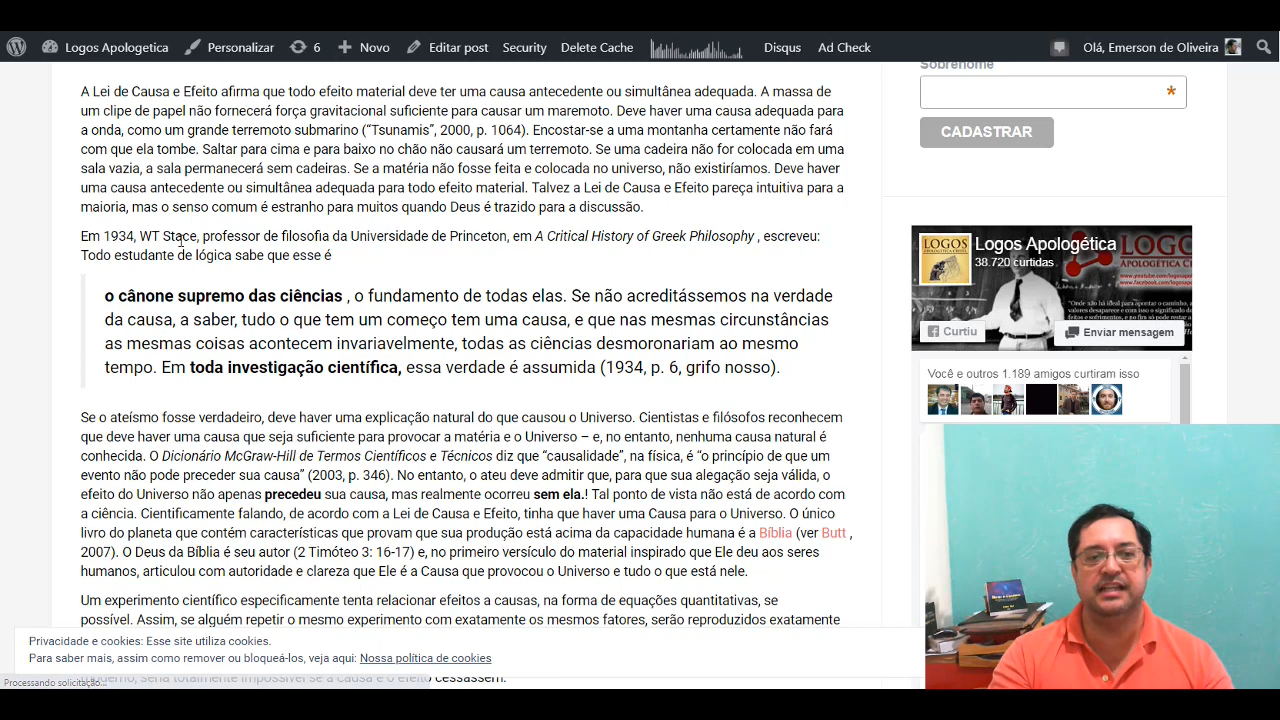 Logos Apologetica Personalizar 6 Novo Editar post Security Delete Cache Disqus Ad Check Olá, Emerson de Oliveira
A Lei de Causa e Efeito afirma que todo efeito material deve ter uma causa antecedente ou simultânea adequada. A massa de
um clipe de papel não fornecerá força gravitacional suficiente para causar um maremoto. Deve haver uma causa adequada para
a onda, como um grande terremoto submarino (“Tsunamis”, 2000, p. 1064). Encostar-se a uma montanha certamente não fará
com que ela tombe. Saltar para cima e para baixo no chão não causará um terremoto. Se uma cadeira não for colocada em uma
sala vazia, a sala permanecerá sem cadeiras. Se a matéria não fosse feita e colocada no universo, não existiríamos. Deve haver
uma causa antecedente ou simultânea adequada para todo efeito material. Talvez a Lei de Causa e Efeito pareça intuitiva para a
maioria, mas o senso comum é estranho para muitos quando Deus é trazido para a discussão.
Em 1934, WT Stace, professor de filosofia da Universidade de Princeton, em A Critical History of Greek Philosophy , escreveu:
Todo estudante de lógica sabe que esse é
o cânone supremo das ciências , o fundamento de todas elas. Se não acreditássemos na verdade
da causa, a saber, tudo o que tem um começo tem uma causa, e que nas mesmas circunstâncias
as mesmas coisas acontecem invariavelmente, todas as ciências desmoronariam ao mesmo
tempo. Em toda investigação científica, essa verdade é assumida (1934, p. 6, grifo nosso).
Se o ateísmo fosse verdadeiro, deve haver uma explicação natural do que causou o Universo. Cientistas e filósofos reconhecem
que deve haver uma causa que seja suficiente para provocar a matéria e o Universo – e, no entanto, nenhuma causa natural é
conhecida. O Dicionário McGraw-Hill de Termos Científicos e Técnicos diz que “causalidade”, na física, é “o princípio de que um
evento não pode preceder sua causa” (2003, p. 346). No entanto, o ateu deve admitir que, para que sua alegação seja válida, o
efeito do Universo não apenas precedeu sua causa, mas realmente ocorreu sem ela.! Tal ponto de vista não está de acordo com
a ciência. Cientificamente falando, de acordo com a Lei de Causa e Efeito, tinha que haver uma Causa para o Universo. O único
livro do planeta que contém características que provam que sua produção está acima da capacidade humana é a Bíblia (ver Butt ,
2007). O Deus da Bíblia é seu autor (2 Timóteo 3: 16-17) e, no primeiro versículo do material inspirado que Ele deu aos seres
humanos, articulou com autoridade e clareza que Ele é a Causa que provocou o Universo e tudo o que está nele.
Um experimento científico especificamente tenta relacionar efeitos a causas, na forma de equações quantitativas, se
possível. Assim, se alguém repetir o mesmo experimento com exatamente os mesmos fatores, serão reproduzidos exatamente
moderno, seria totalmente impossível se a causa e o efeito cessassem.
Privacidade e cookies: Esse site utiliza cookies.
Para saber mais, assim como remover ou bloqueá-los, veja aqui: Nossa política de cookies
Processando solicitação...
Sobrenome
*
CADASTRAR
LOGOS
Logos Apologética
38.720 curtidas
LOGOS
APOLOGÉTICA CRISTÃ
Curtiu
Enviar mensagem
Você e outros 1.189 amigos curtiram isso